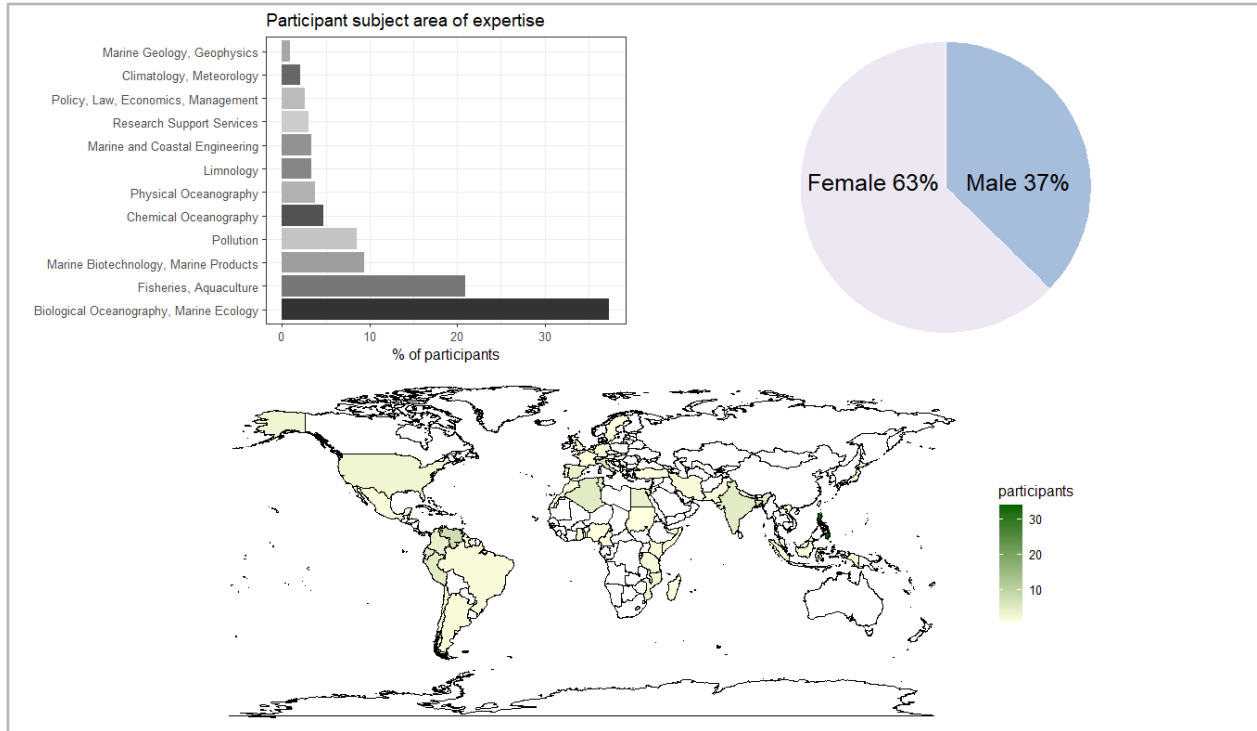 Participant subject area of expertise
Marine Geology, Geophysics
Climatology, Meteorology
Policy, Law, Economics, Management
Research Support Services
Marine and Coastal Engineering
Limnology
Physical Oceanography
Chemical Oceanography
Pollution
Marine Biotechnology, Marine Products
Fisheries, Aquaculture
Biological Oceanography, Marine Ecology
0 10 20 30
% of participants
Female 63% Male 37%
participants
30
20
10